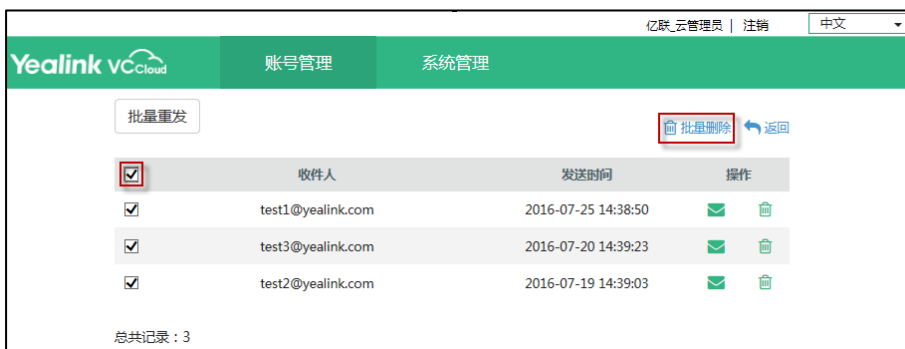 亿联_云管理员 | 注销 中文
Yealink VCCloud 账号管理 系统管理
批量重发
批量删除 返回
收件人 发送时间 操作
test1@yealink.com 2016-07-25 14:38:50
test3@yealink.com 2016-07-20 14:39:23
test2@yealink.com 2016-07-19 14:39:03
总共记录：3